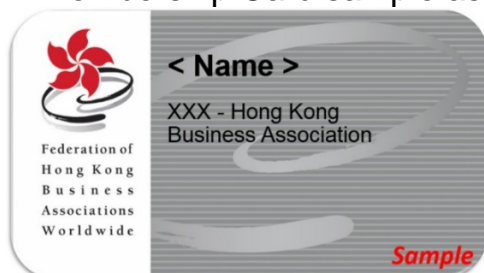 Federation of
Hong Kong
Business
Associations
Worldwide
< Name >
XXX - Hong Kong
Business Association
Sample